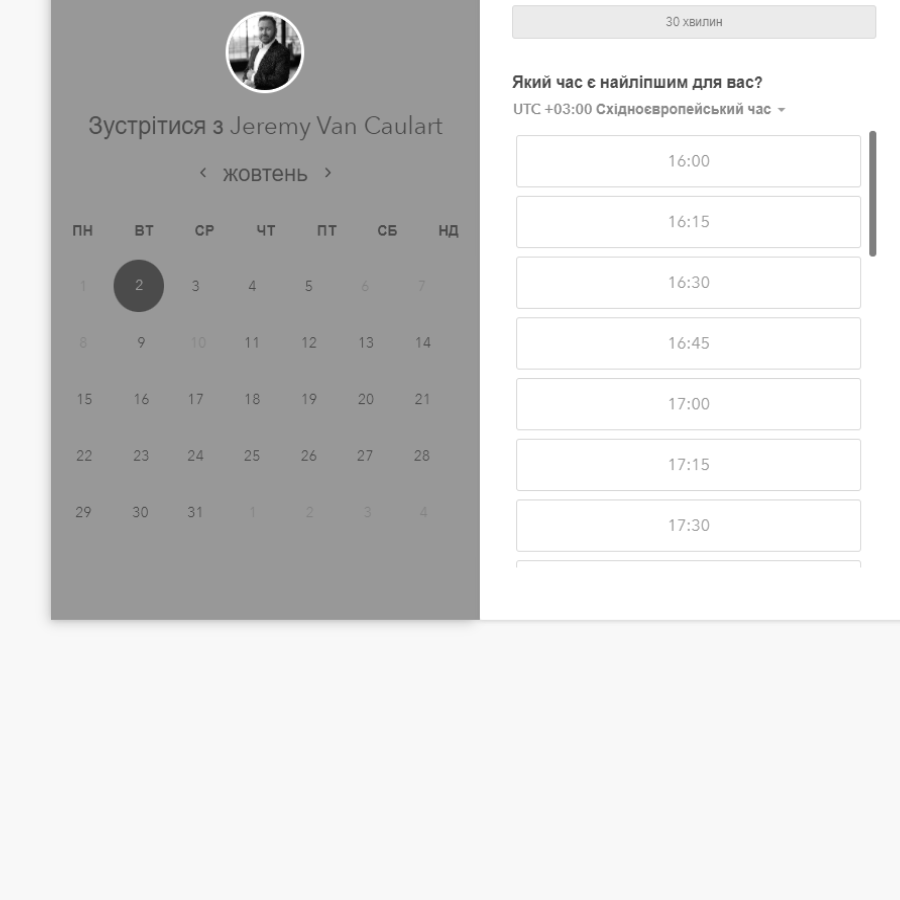 Зустрітися з Jeremy Van Caulart
‹ жовтень ›
ПН ВТ СР ЧТ ПТ СБ НД
1 2 3 4 5 6 7
8 9 10 11 12 13 14
15 16 17 18 19 20 21
22 23 24 25 26 27 28
29 30 31 1 2 3 4
30 хвилин
Який час є найліпшим для вас?
UTC +03:00 Східноєвропейський час
16:00
16:15
16:30
16:45
17:00
17:15
17:30